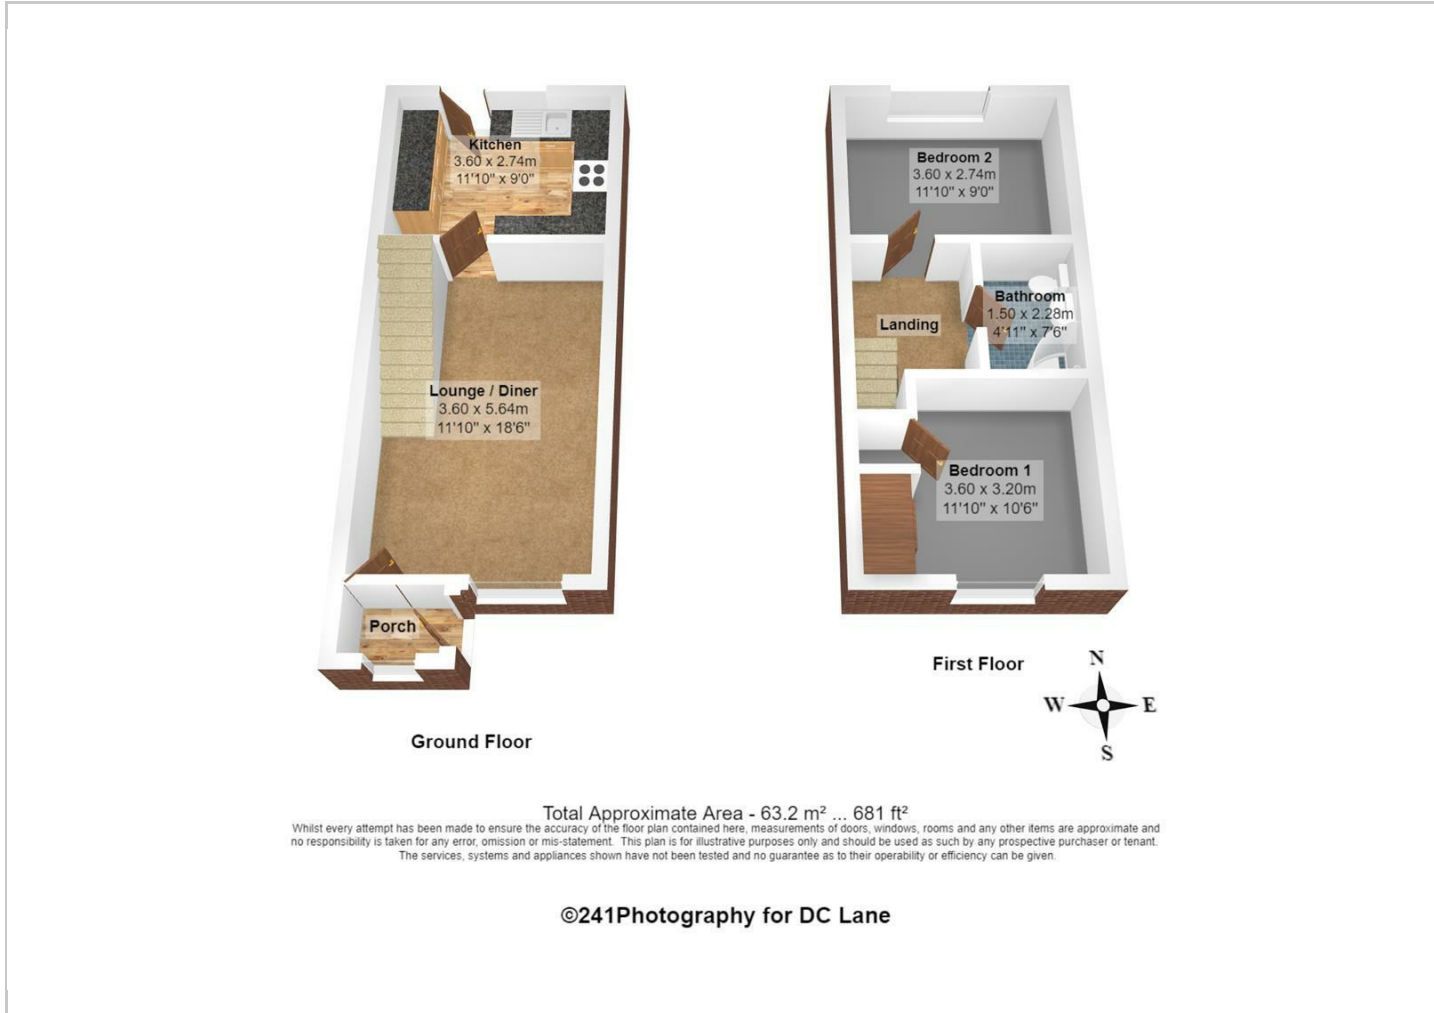 Kitchen
3.60 x 2.74m
11'10" x 9'0"
Lounge / Diner
3.60 x 5.64m
11'10" x 18'6"
Porch
Ground Floor
Bedroom 2
3.60 x 2.74m
11'10" x 9'0"
Bathroom
1.50 x 2.28m
4'11" x 7'6"
Landing
Bedroom 1
3.60 x 3.20m
11'10" x 10'6"
First Floor
N
W E
S
Total Approximate Area - 63.2 m² ... 681 ft²
Whilst every attempt has been made to ensure the accuracy of the floor plan contained here, measurements of doors, windows, rooms and any other items are approximate and
no responsibility is taken for any error, omission or mis-statement. This plan is for illustrative purposes only and should be used as such by any prospective purchaser or tenant.
The services, systems and appliances shown have not been tested and no guarantee as to their operability or efficiency can be given.
©241Photography for DC Lane